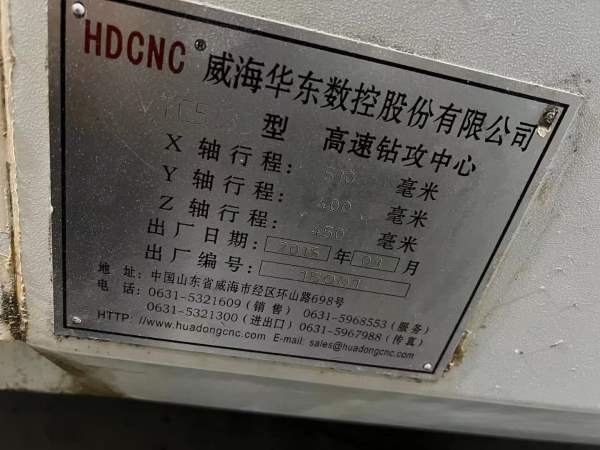 HDCNC® 威海华东数控股份有限公司
型 高速钻攻中心
X 轴行程: 毫米
Y 轴行程: 400 毫米
Z 轴行程: 450 毫米
出厂日期: 2015 年 01 月
出厂编号:
地 址: 中国山东省威海市经区环山路698号
电 话: 0631-5321609 (销 售) 0631-5968553 (服务)
0631-5321300 (进出口) 0631-5967988 (传真)
HTTP: //www.huadongcnc.com E-mail: sales@huadongcnc.com